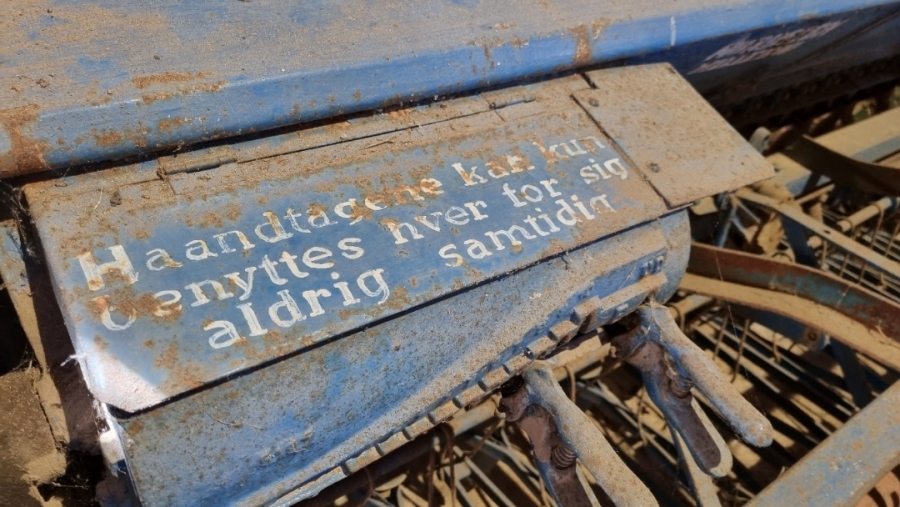 Haandtagene kan kun
benyttes hver for sig
aldrig samtidig